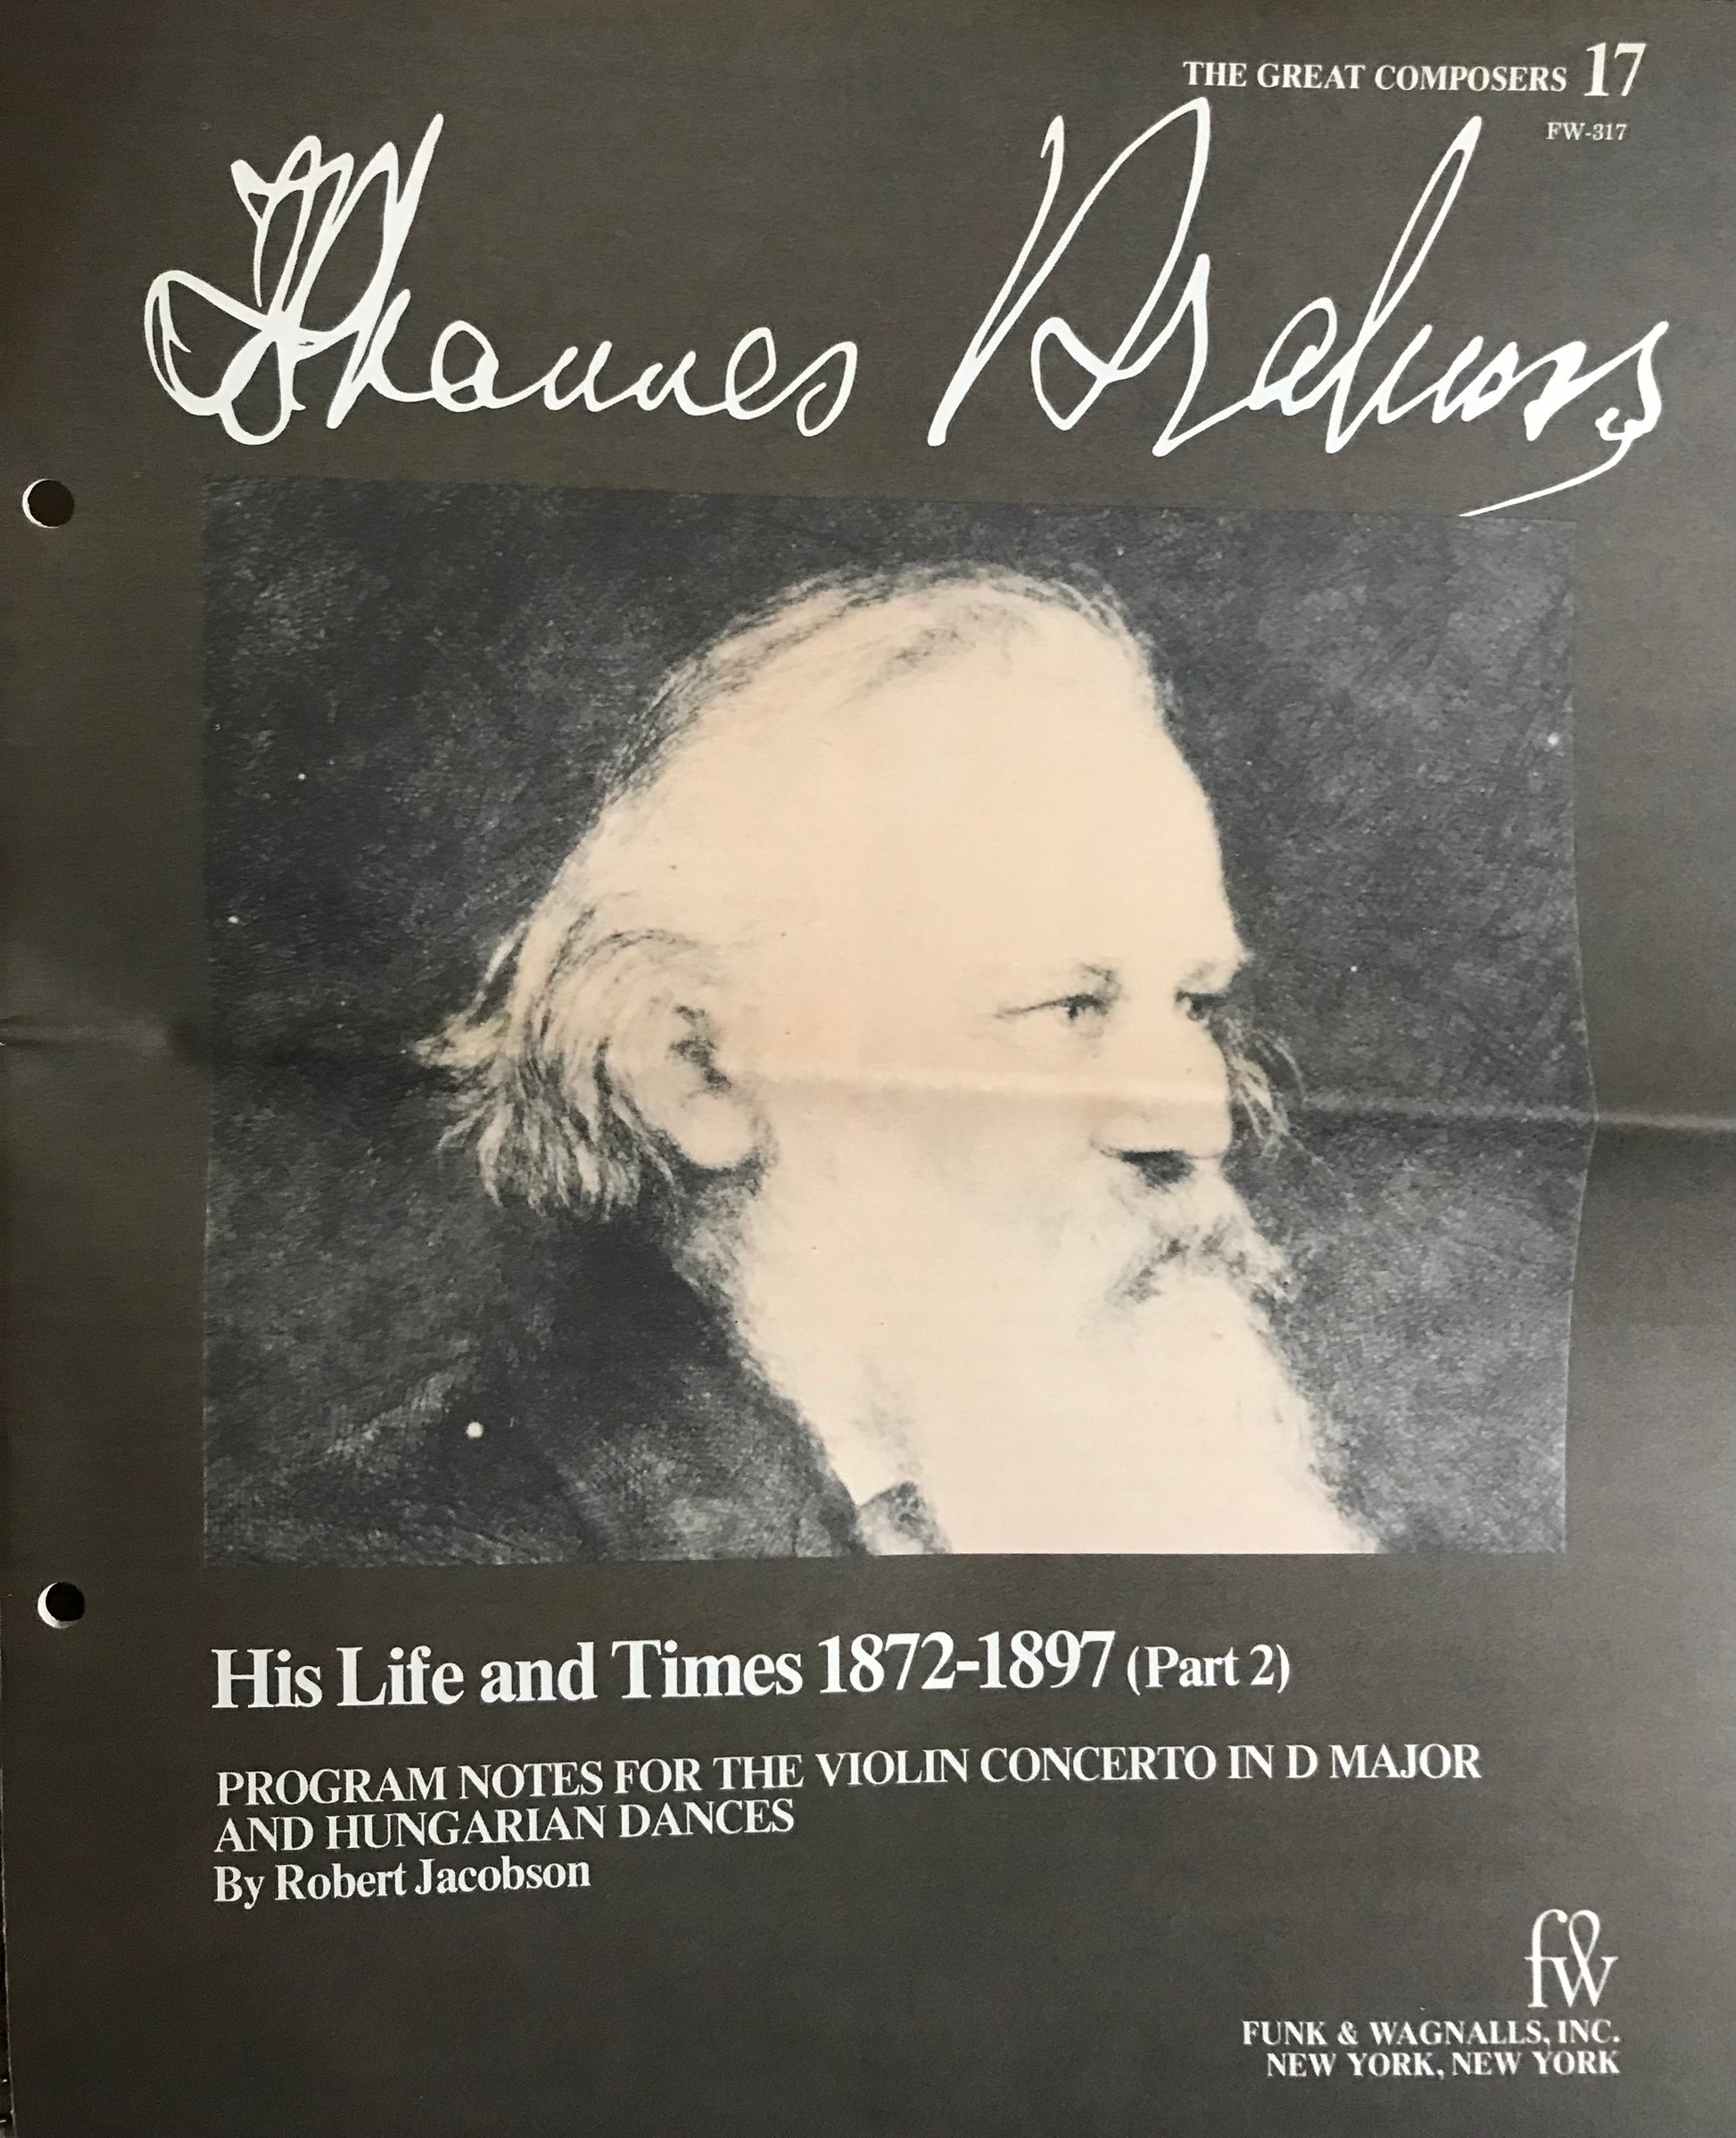 THE GREAT COMPOSERS 17
FW-317
Johannes Brahms
His Life and Times 1872-1897 (Part 2)
PROGRAM NOTES FOR THE VIOLIN CONCERTO IN D MAJOR
AND HUNGARIAN DANCES
By Robert Jacobson
fw
FUNK & WAGNALLS, INC.
NEW YORK, NEW YORK